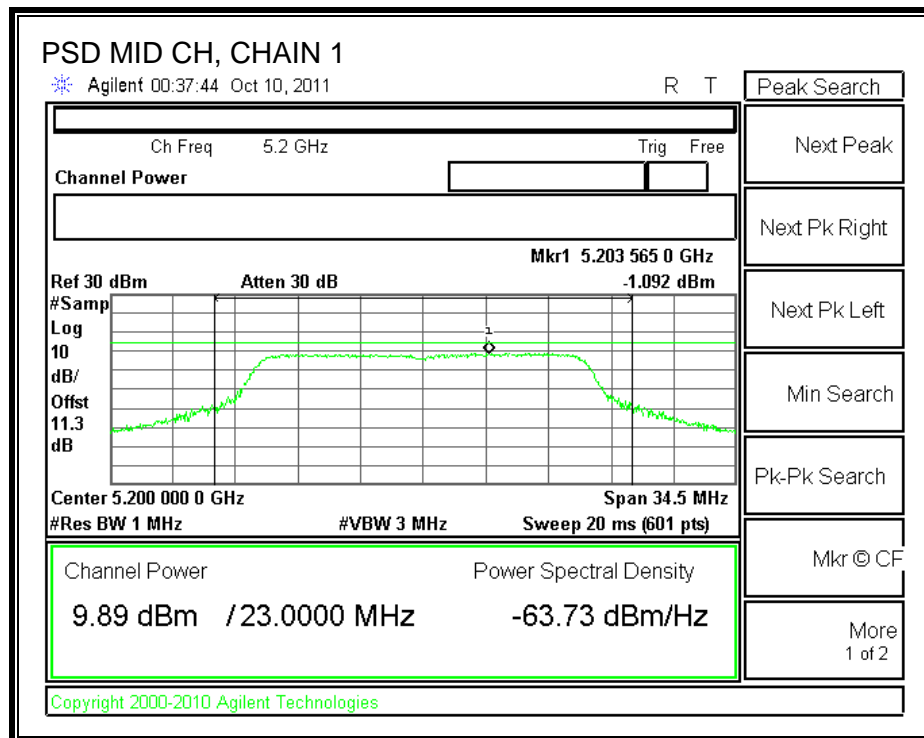 PSD MID CH, CHAIN 1
Agilent 00:37:44 Oct 10, 2011 R T
Peak Search
Ch Freq 5.2 GHz Trig Free
Next Peak
Channel Power
Next Pk Right
Mkr1 5.203 565 0 GHz
Ref 30 dBm Atten 30 dB -1.092 dBm
#Samp
Log
10
dB/
Offst
11.3
dB
1
Next Pk Left
Min Search
Pk-Pk Search
Center 5.200 000 0 GHz Span 34.5 MHz
#Res BW 1 MHz #VBW 3 MHz Sweep 20 ms (601 pts)
Mkr © CF
Channel Power Power Spectral Density
9.89 dBm / 23.0000 MHz -63.73 dBm/Hz
More
1 of 2
Copyright 2000-2010 Agilent Technologies